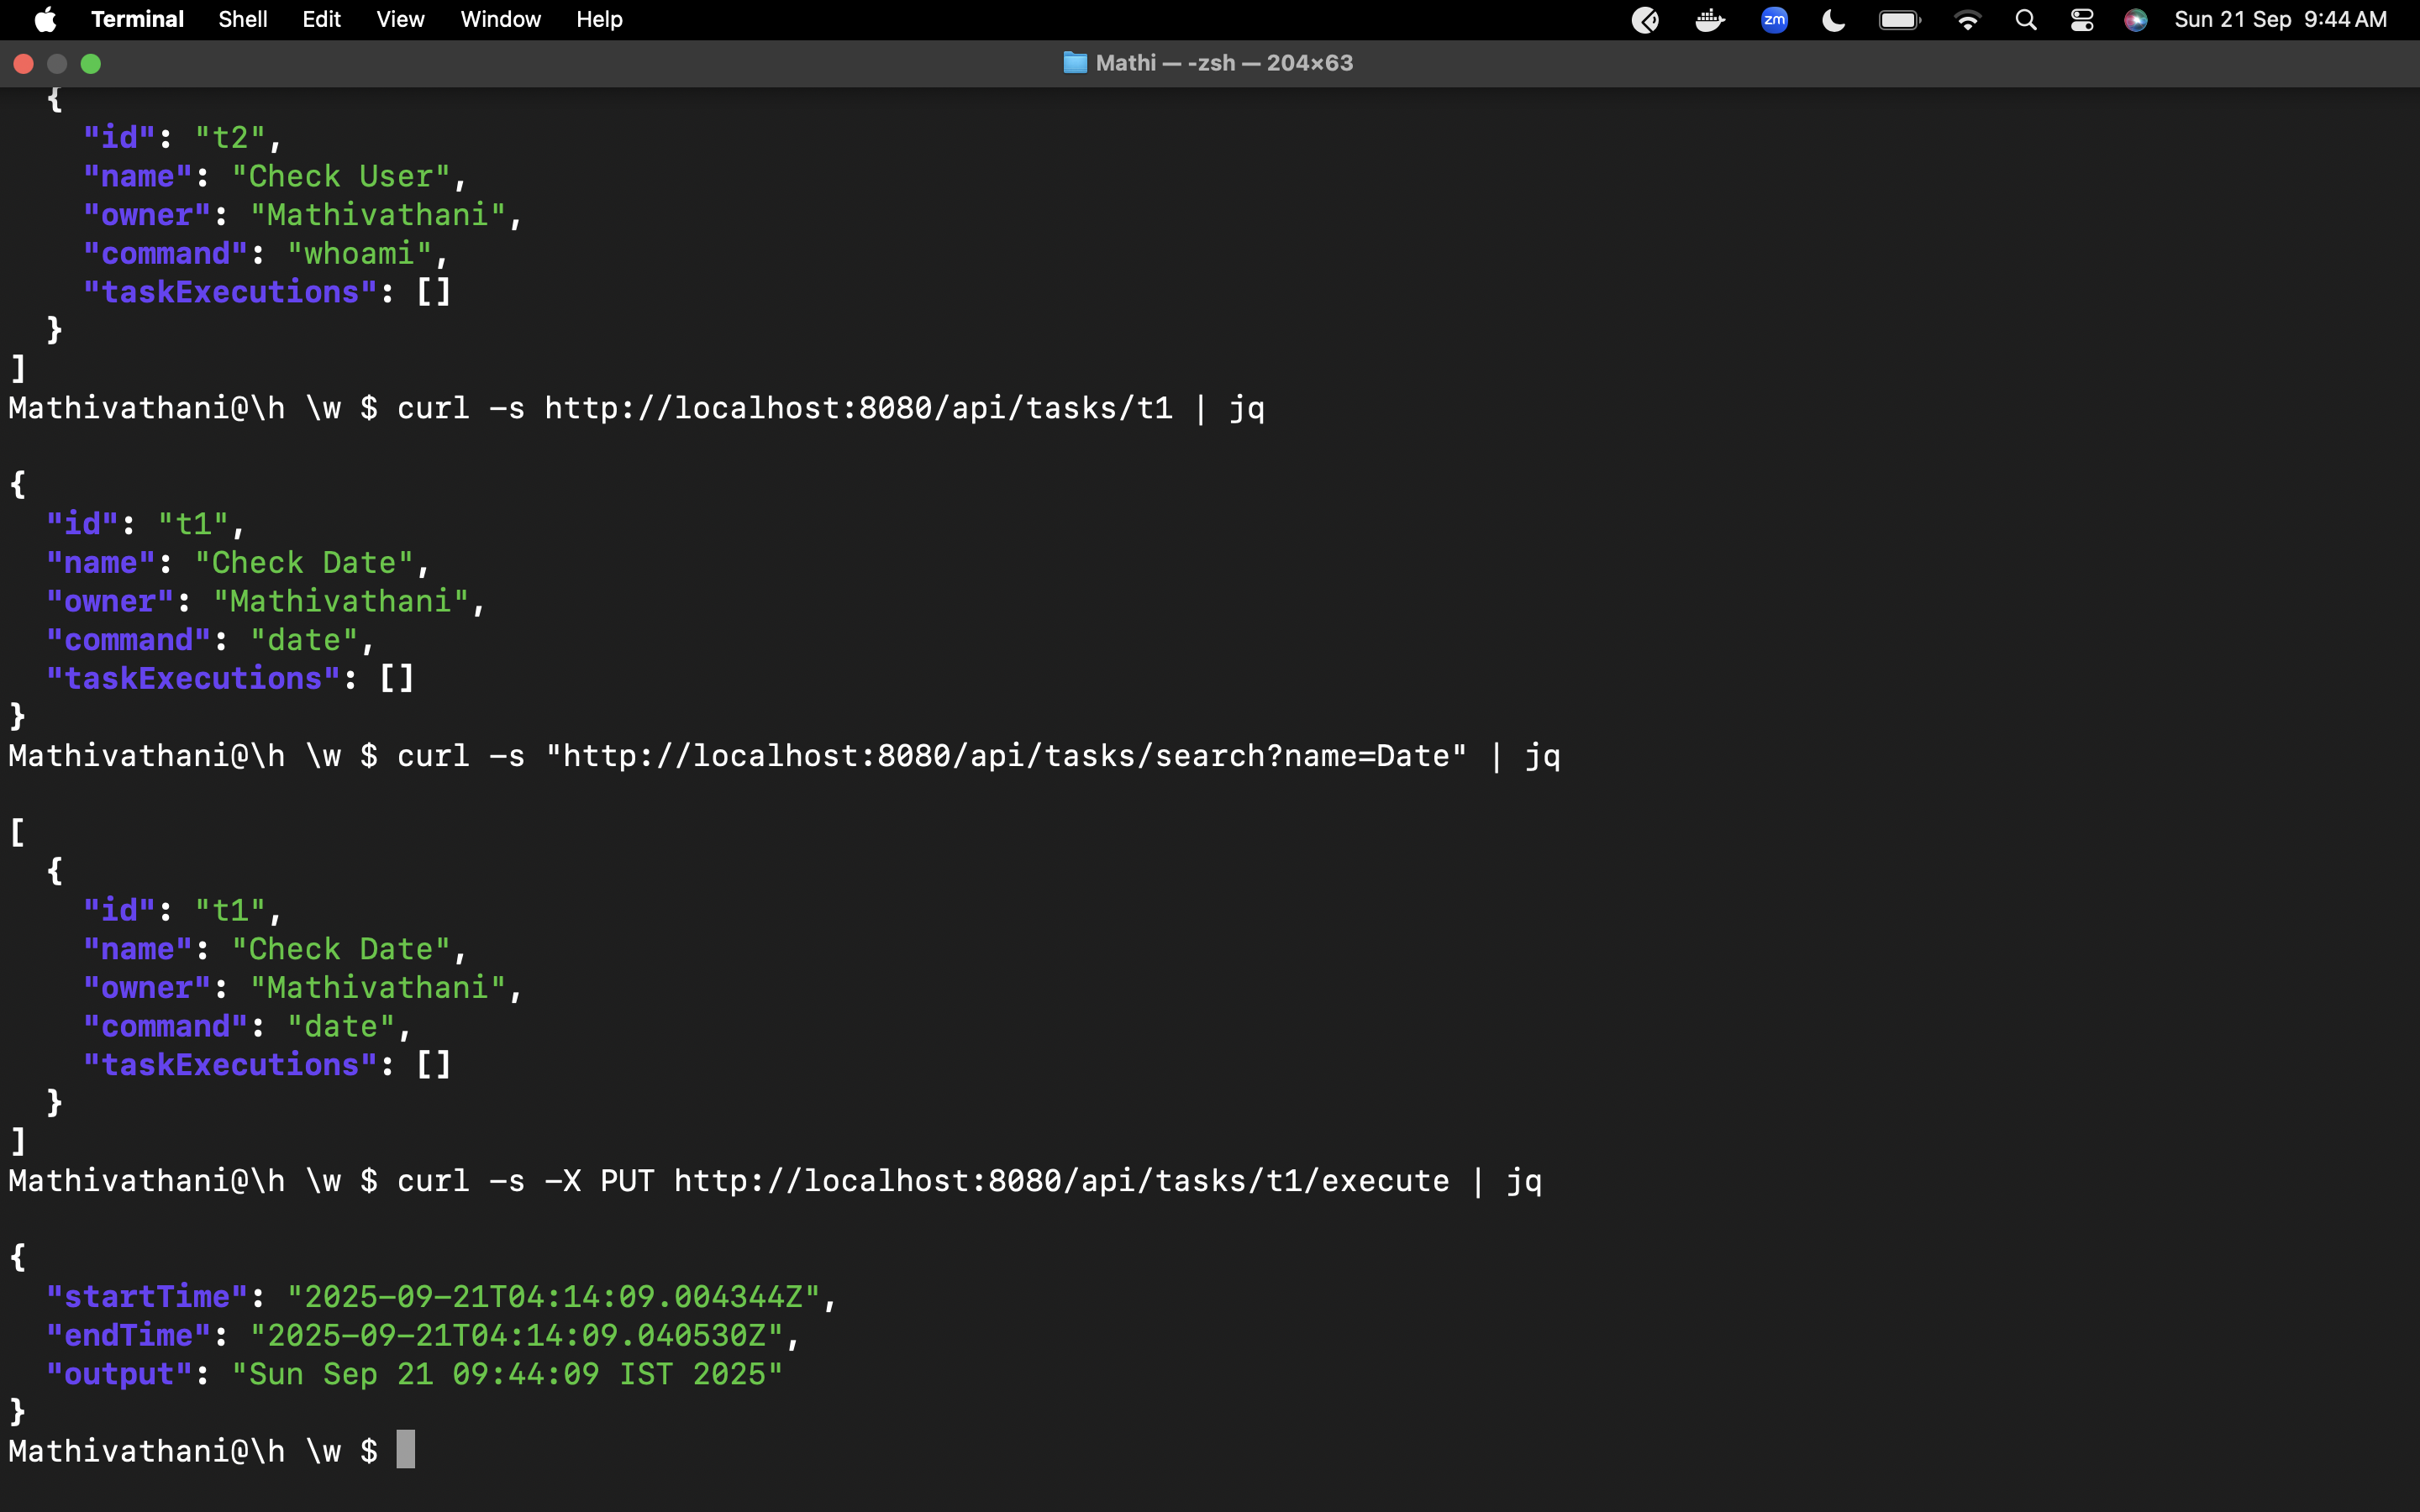 Terminal Shell Edit View Window Help zm Sun 21 Sep 9:44 AM
Mathi — -zsh — 204×63
  {
    "id": "t2",
    "name": "Check User",
    "owner": "Mathivathani",
    "command": "whoami",
    "taskExecutions": []
  }
]
Mathivathani@\h \w $ curl -s http://localhost:8080/api/tasks/t1 | jq
{
  "id": "t1",
  "name": "Check Date",
  "owner": "Mathivathani",
  "command": "date",
  "taskExecutions": []
}
Mathivathani@\h \w $ curl -s "http://localhost:8080/api/tasks/search?name=Date" | jq
[
  {
    "id": "t1",
    "name": "Check Date",
    "owner": "Mathivathani",
    "command": "date",
    "taskExecutions": []
  }
]
Mathivathani@\h \w $ curl -s -X PUT http://localhost:8080/api/tasks/t1/execute | jq
{
  "startTime": "2025-09-21T04:14:09.004344Z",
  "endTime": "2025-09-21T04:14:09.040530Z",
  "output": "Sun Sep 21 09:44:09 IST 2025"
}
Mathivathani@\h \w $